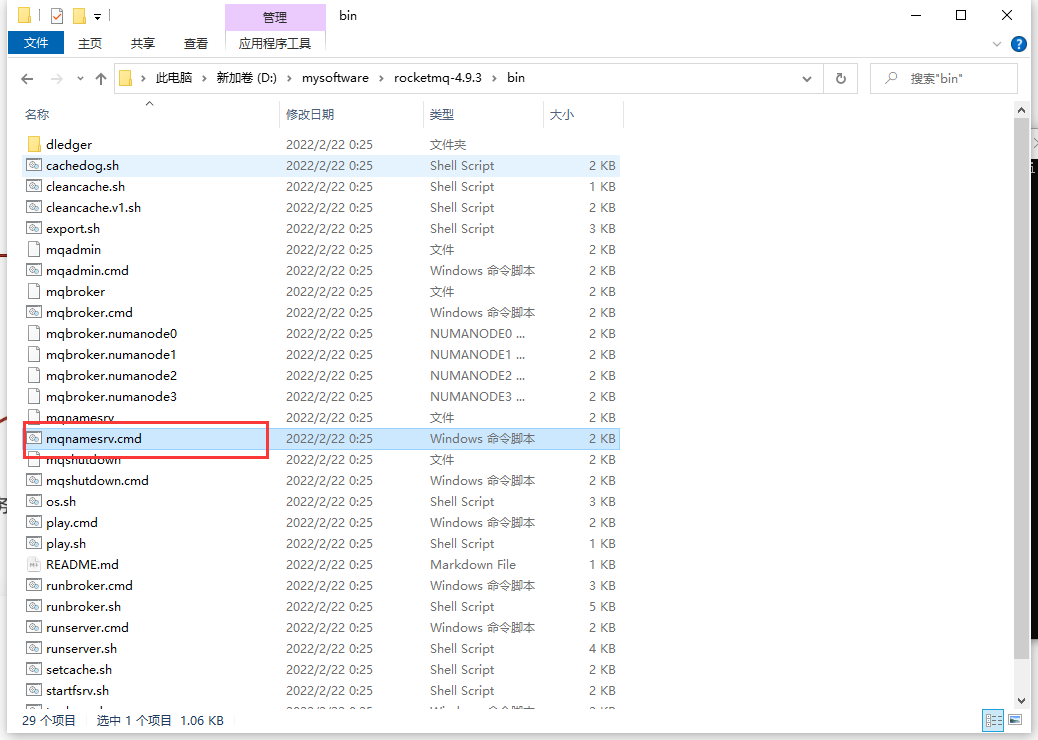 管理 bin
文件 主页 共享 查看 应用程序工具
此电脑 新加卷 (D:) mysoftware rocketmq-4.9.3 bin 搜索"bin"
名称 修改日期 类型 大小
dledger 2022/2/22 0:25 文件夹
cachedog.sh 2022/2/22 0:25 Shell Script 2 KB
cleancache.sh 2022/2/22 0:25 Shell Script 1 KB
cleancache.v1.sh 2022/2/22 0:25 Shell Script 2 KB
export.sh 2022/2/22 0:25 Shell Script 3 KB
mqadmin 2022/2/22 0:25 文件 2 KB
mqadmin.cmd 2022/2/22 0:25 Windows 命令脚本 2 KB
mqbroker 2022/2/22 0:25 文件 2 KB
mqbroker.cmd 2022/2/22 0:25 Windows 命令脚本 2 KB
mqbroker.numanode0 2022/2/22 0:25 NUMANODE0 ... 2 KB
mqbroker.numanode1 2022/2/22 0:25 NUMANODE1 ... 2 KB
mqbroker.numanode2 2022/2/22 0:25 NUMANODE2 ... 2 KB
mqbroker.numanode3 2022/2/22 0:25 NUMANODE3 ... 2 KB
mqnamesrv 2022/2/22 0:25 文件 2 KB
mqnamesrv.cmd 2022/2/22 0:25 Windows 命令脚本 2 KB
mqshutdown 2022/2/22 0:25 文件 2 KB
mqshutdown.cmd 2022/2/22 0:25 Windows 命令脚本 2 KB
os.sh 2022/2/22 0:25 Shell Script 3 KB
play.cmd 2022/2/22 0:25 Windows 命令脚本 2 KB
play.sh 2022/2/22 0:25 Shell Script 1 KB
README.md 2022/2/22 0:25 Markdown File 1 KB
runbroker.cmd 2022/2/22 0:25 Windows 命令脚本 3 KB
runbroker.sh 2022/2/22 0:25 Shell Script 5 KB
runserver.cmd 2022/2/22 0:25 Windows 命令脚本 2 KB
runserver.sh 2022/2/22 0:25 Shell Script 4 KB
setcache.sh 2022/2/22 0:25 Shell Script 2 KB
startfsrv.sh 2022/2/22 0:25 Shell Script 2 KB
29 个项目 选中 1 个项目 1.06 KB